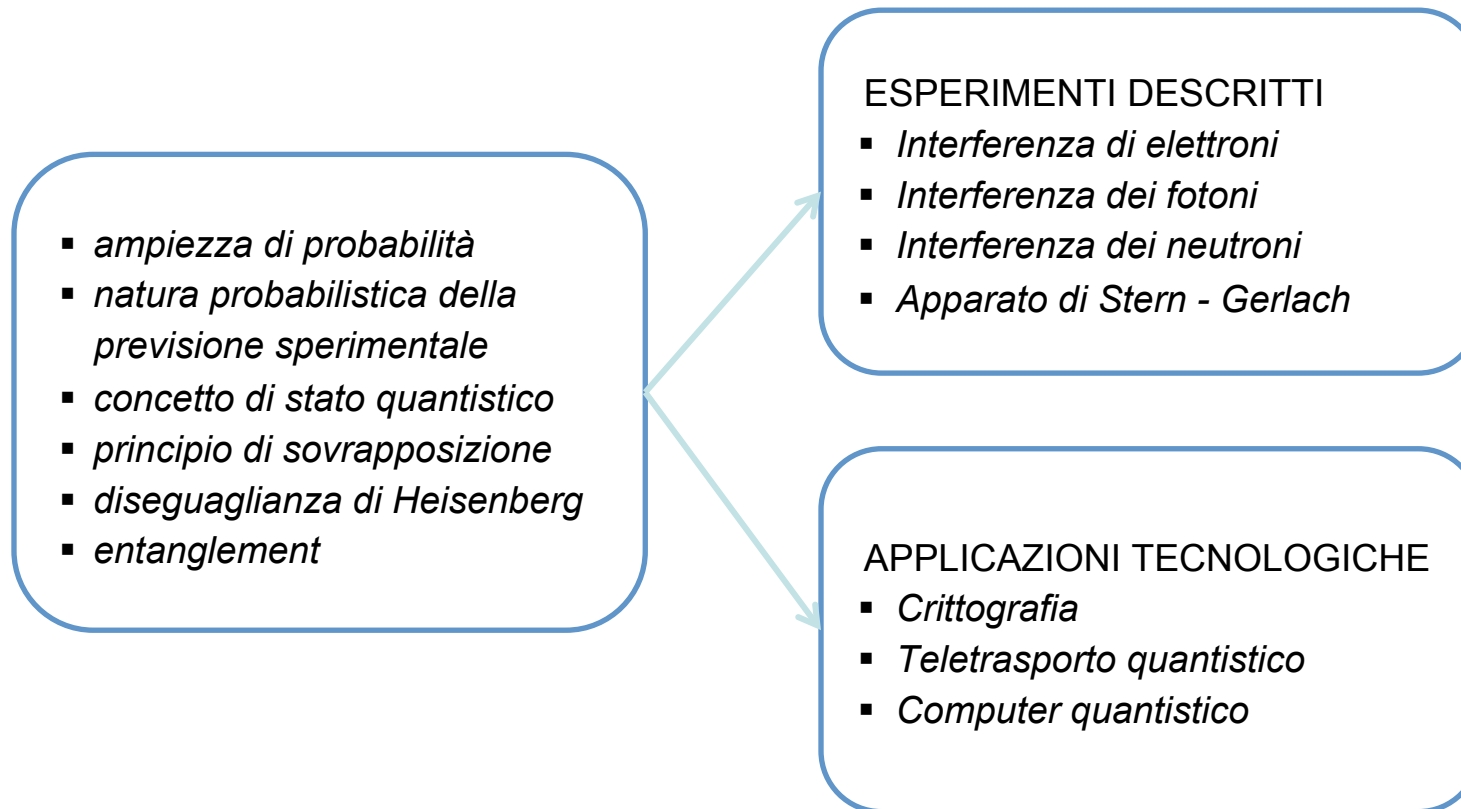 ▪ ampiezza di probabilità
▪ natura probabilistica della
previsione sperimentale
▪ concetto di stato quantistico
▪ principio di sovrapposizione
▪ diseguaglianza di Heisenberg
▪ entanglement
ESPERIMENTI DESCRITTI
▪ Interferenza di elettroni
▪ Interferenza dei fotoni
▪ Interferenza dei neutroni
▪ Apparato di Stern - Gerlach
APPLICAZIONI TECNOLOGICHE
▪ Crittografia
▪ Teletrasporto quantistico
▪ Computer quantistico